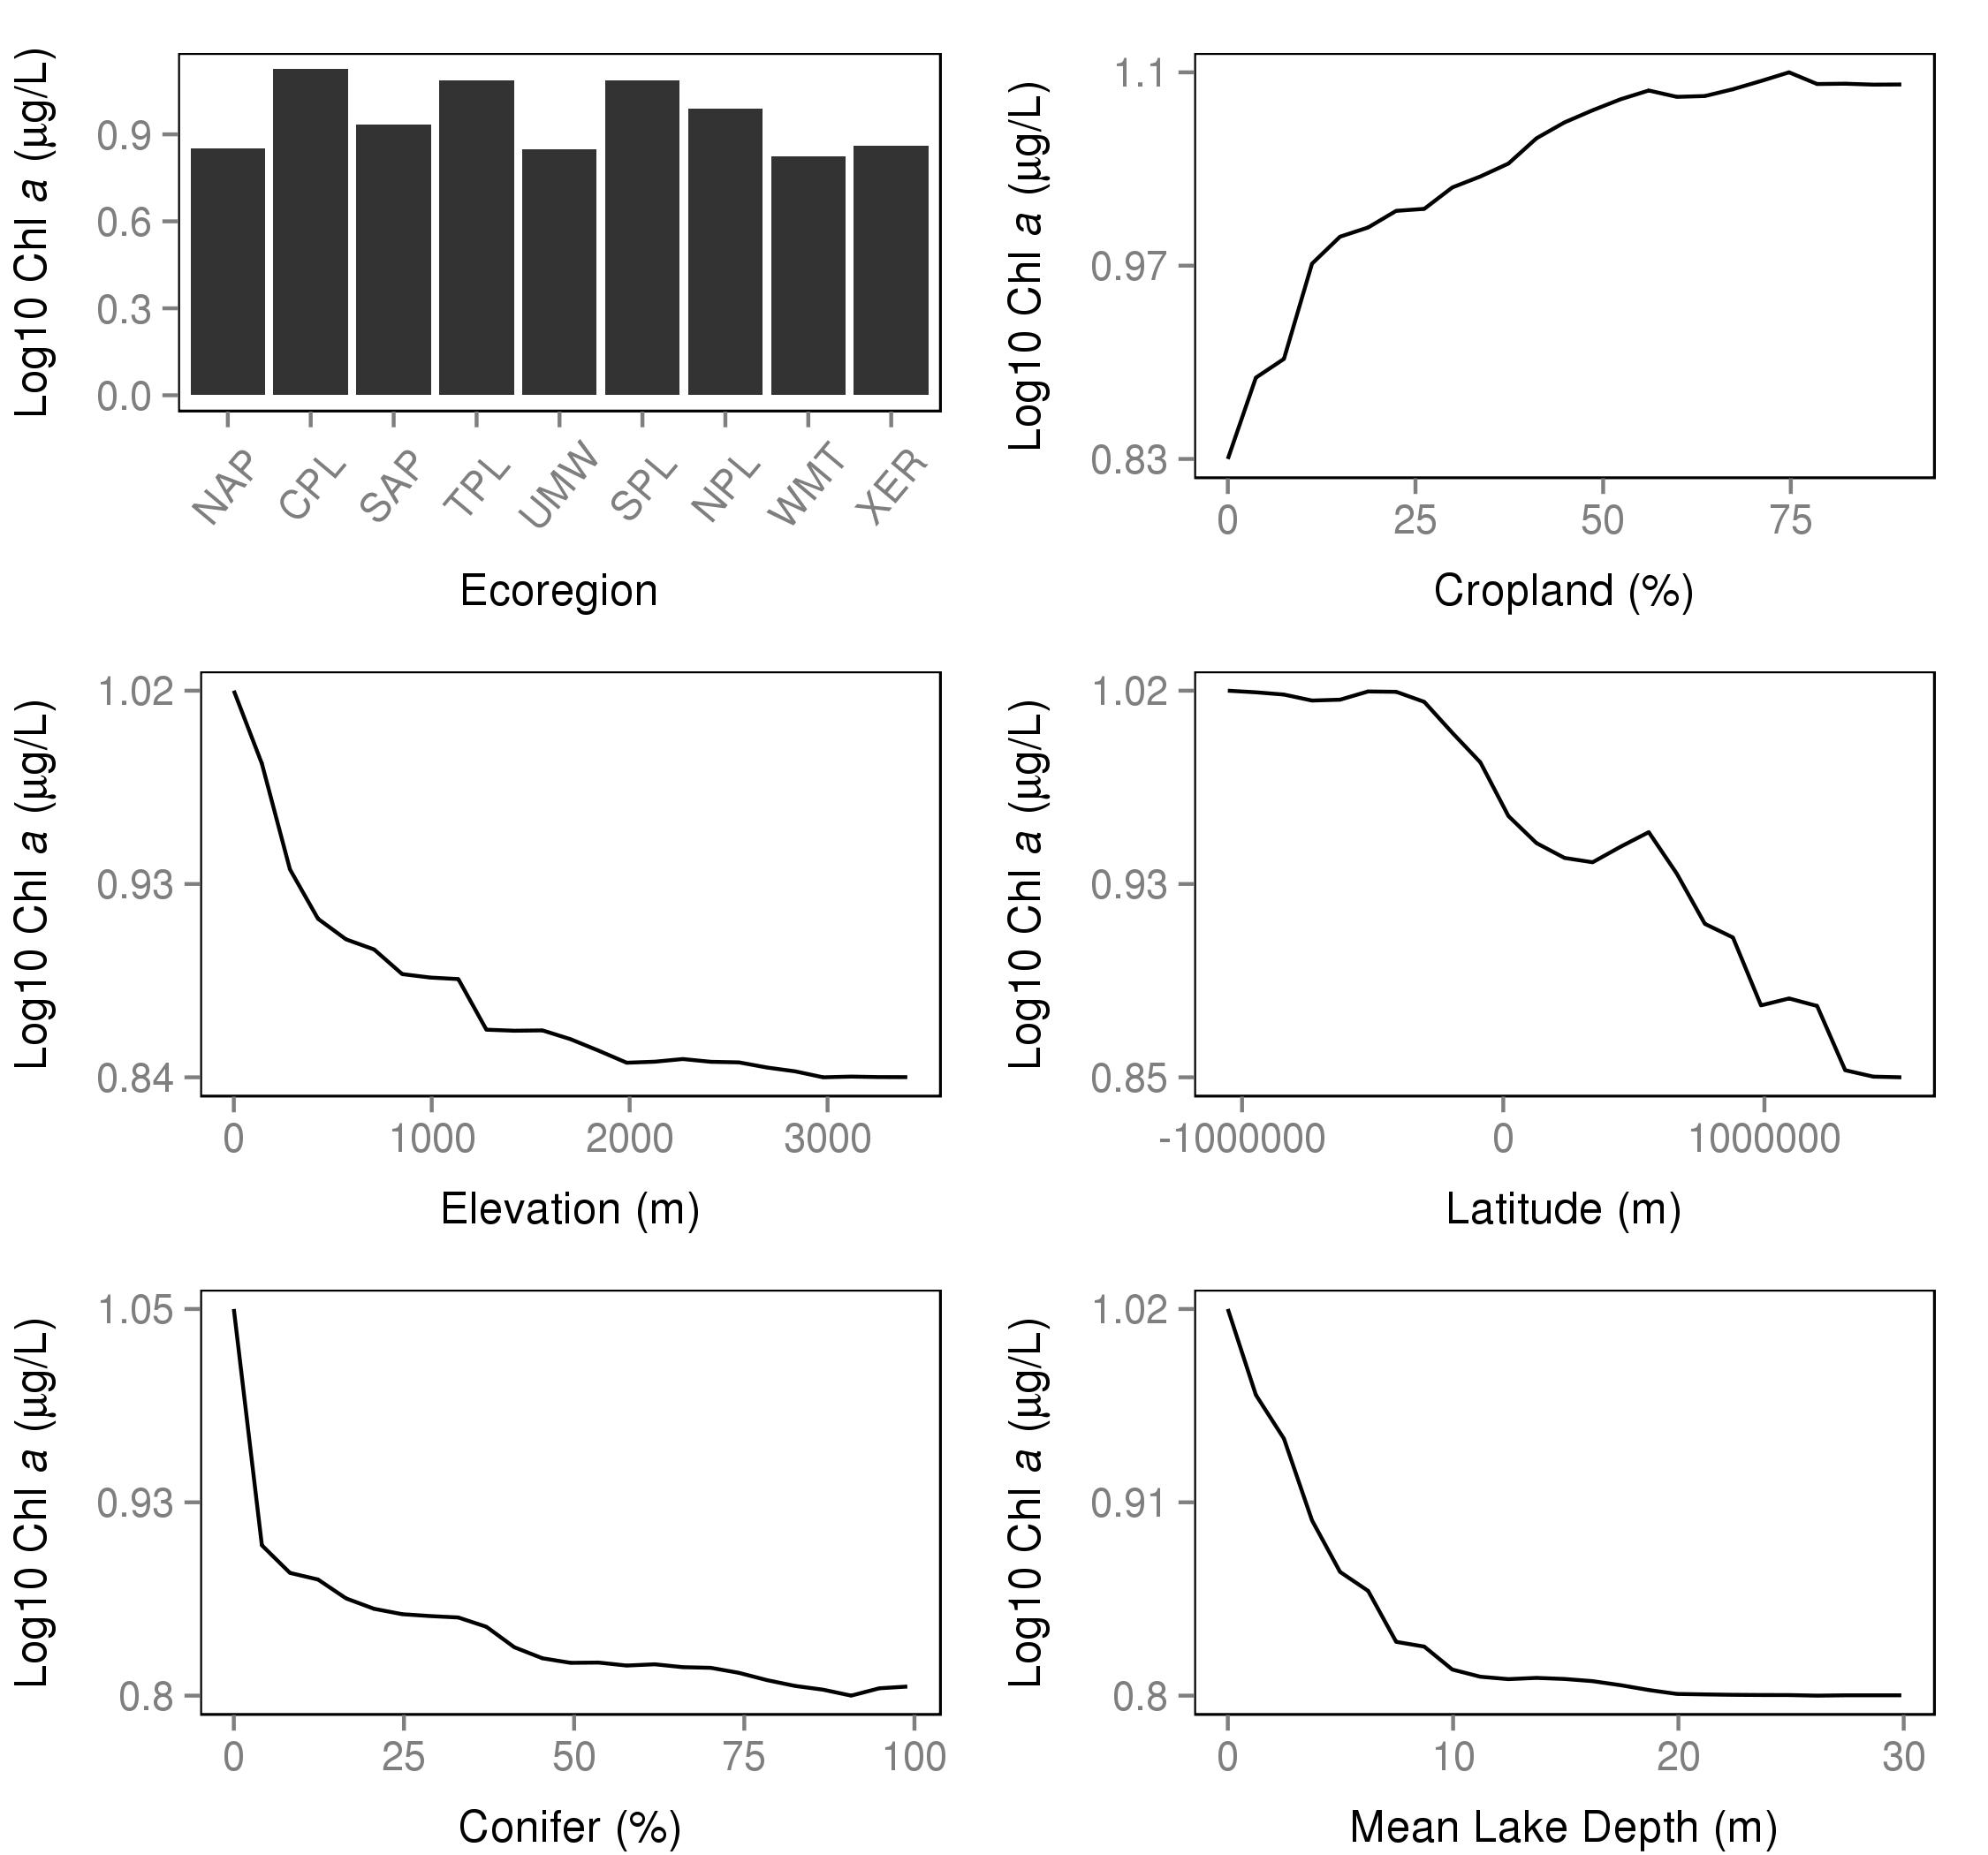 Log10 Chl a (µg/L)
0.9
0.6
0.3
0.0
NAP
CPL
SAP
TPL
UMW
SPL
NPL
WMT
XER
Ecoregion
Log10 Chl a (µg/L)
1.1
0.97
0.83
0
25
50
75
Cropland (%)
Log10 Chl a (µg/L)
1.02
0.93
0.84
0
1000
2000
3000
Elevation (m)
Log10 Chl a (µg/L)
1.02
0.93
0.85
-1000000
0
1000000
Latitude (m)
Log10 Chl a (µg/L)
1.05
0.93
0.8
0
25
50
75
100
Conifer (%)
Log10 Chl a (µg/L)
1.02
0.91
0.8
0
10
20
30
Mean Lake Depth (m)